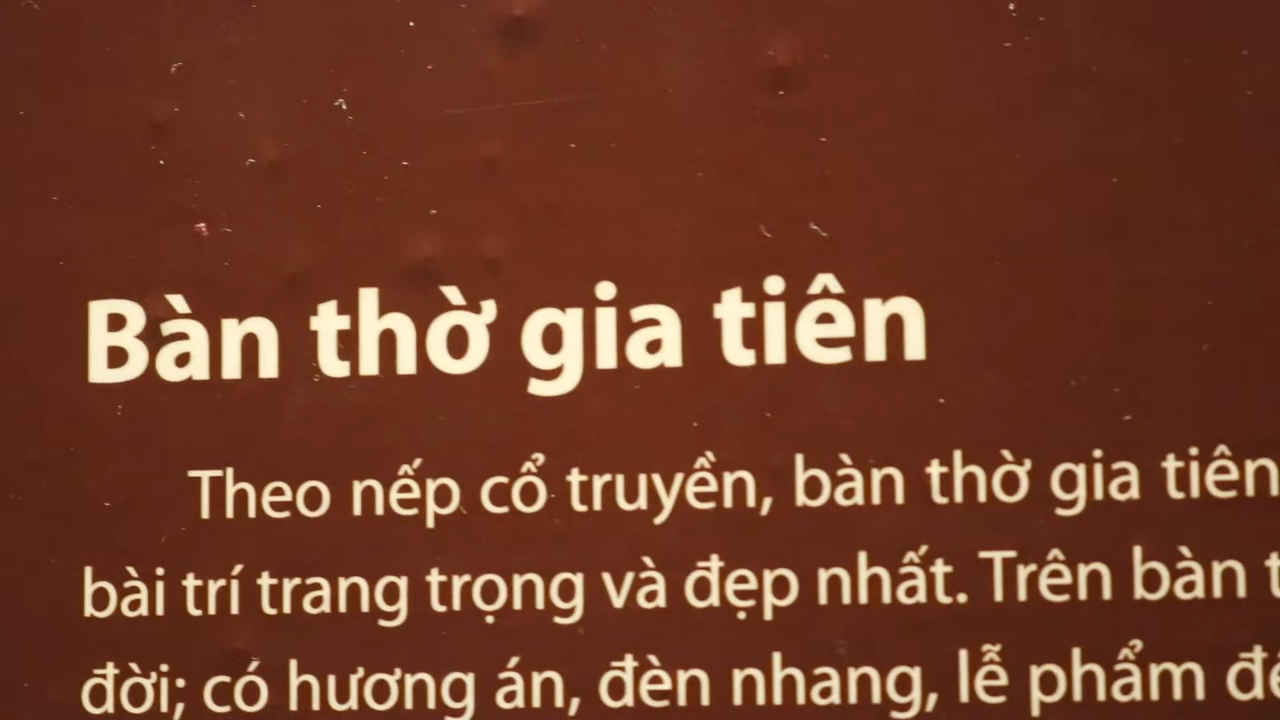 Bàn thờ gia tiên
Theo nếp cổ truyền, bàn thờ gia tiên
bài trí trang trọng và đẹp nhất. Trên bàn
đời; có hương án, đèn nhang, lễ phẩm